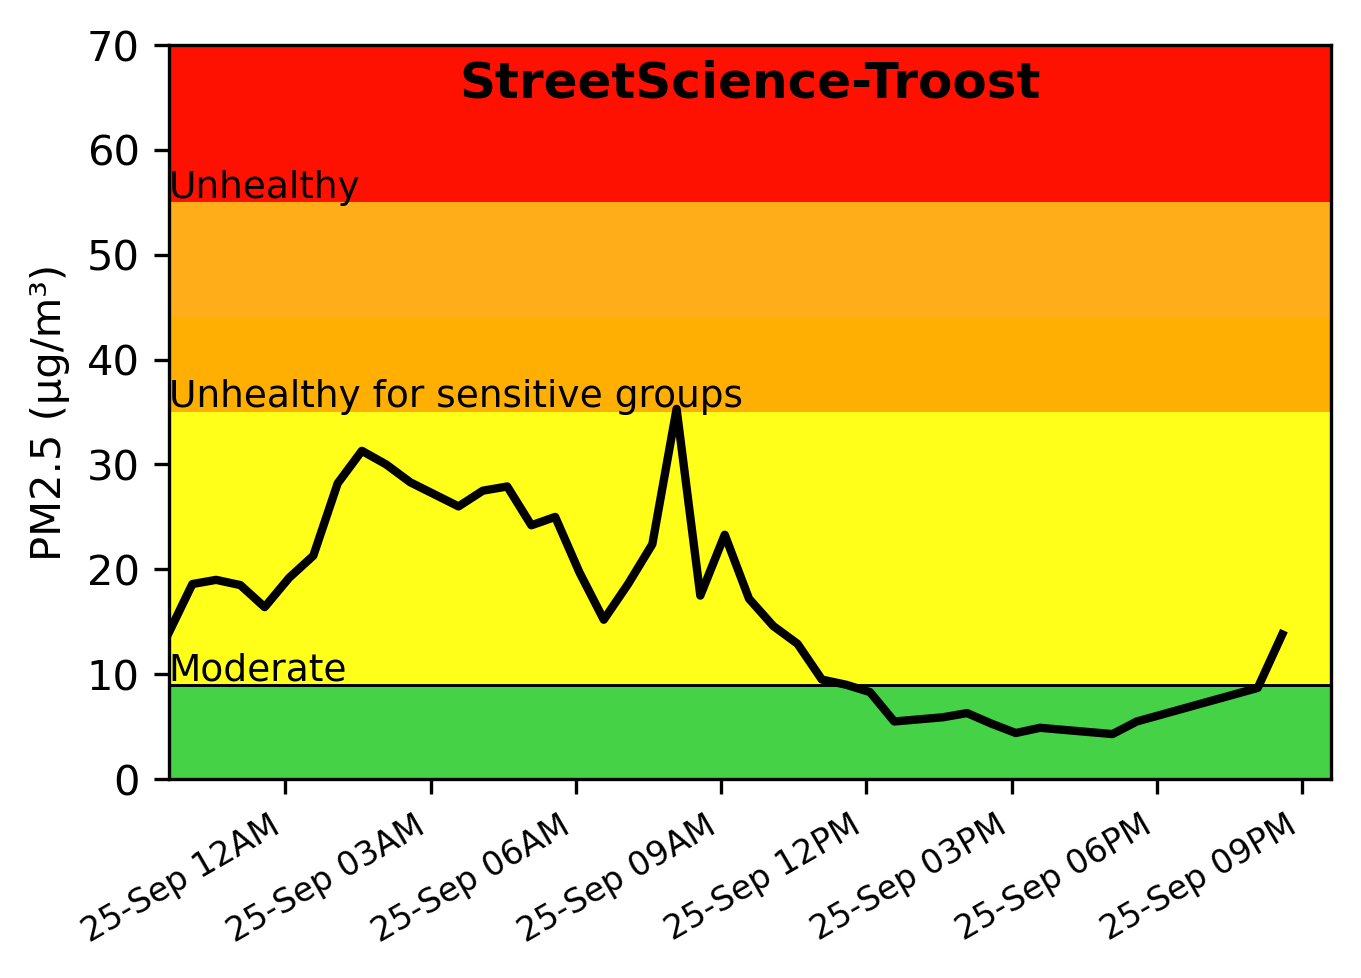 StreetScience-Troost
PM2.5 (µg/m³)
70
60
50
40
30
20
10
0
Unhealthy
Unhealthy for sensitive groups
Moderate
25-Sep 12AM
25-Sep 03AM
25-Sep 06AM
25-Sep 09AM
25-Sep 12PM
25-Sep 03PM
25-Sep 06PM
25-Sep 09PM